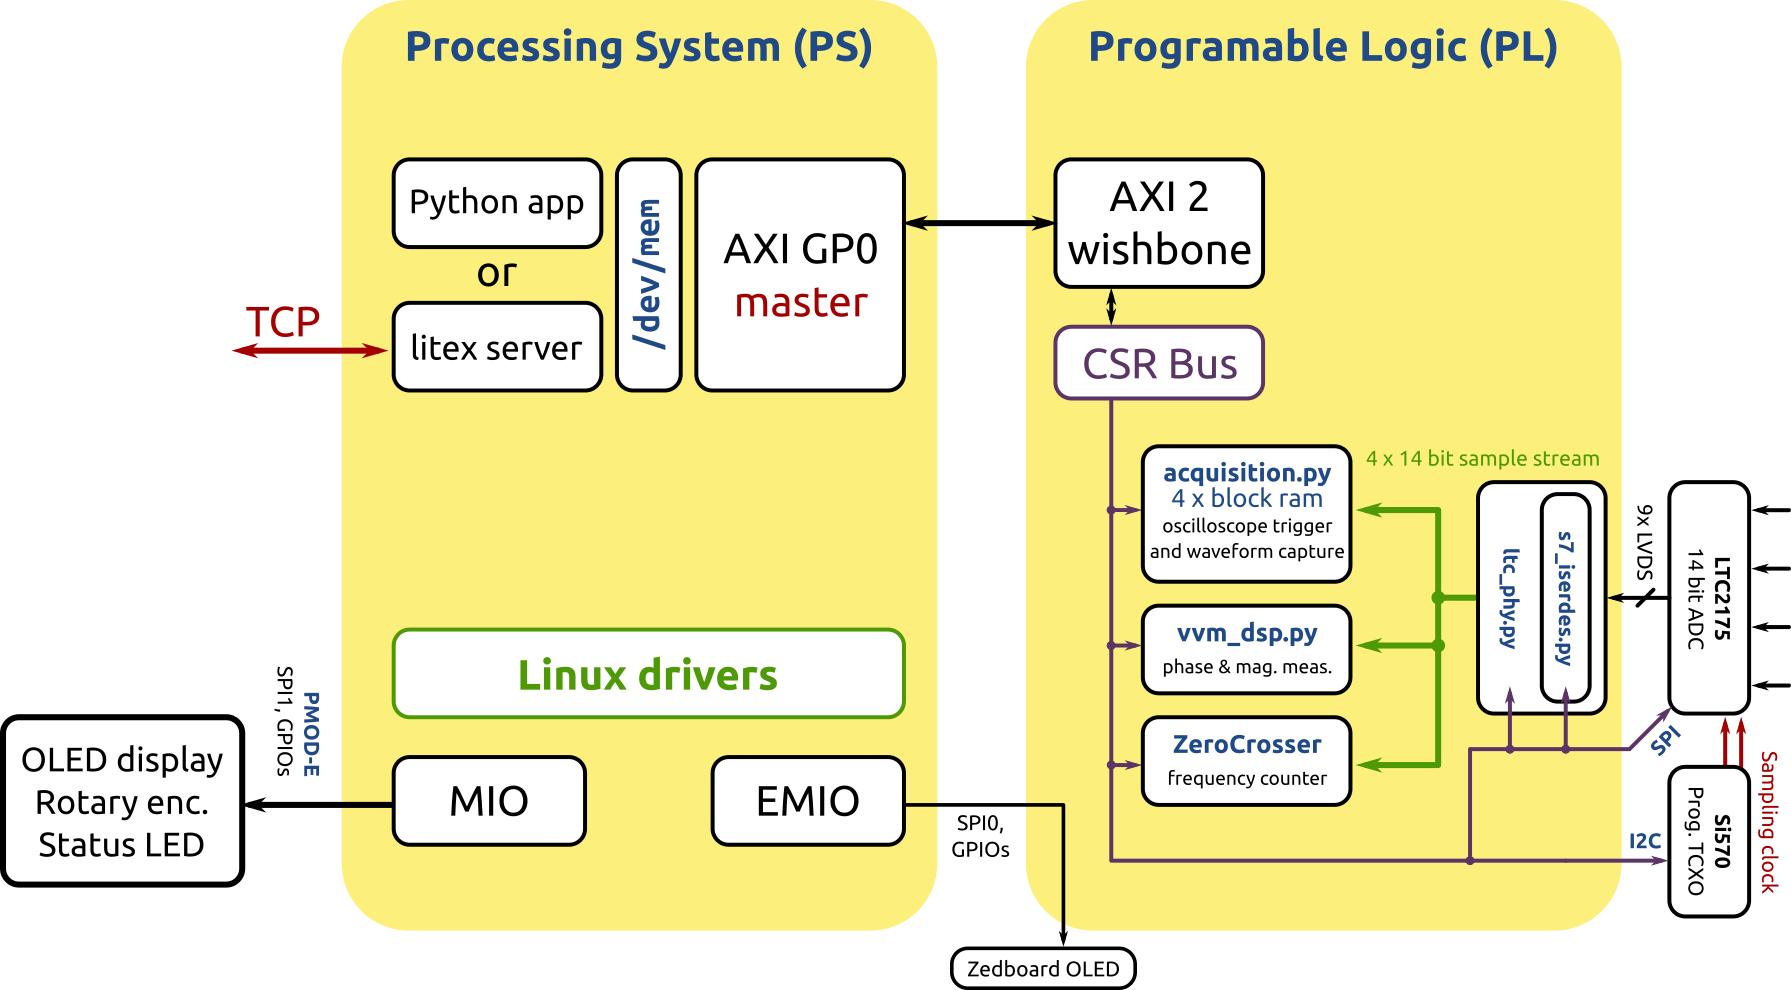 Processing System (PS)
Programable Logic (PL)
Python app
or
litex server
TCP
/dev/mem
AXI GP0
master
AXI 2
wishbone
CSR Bus
acquisition.py
4 x block ram
oscilloscope trigger
and waveform capture
4 x 14 bit sample stream
vvm_dsp.py
phase & mag. meas.
ZeroCrosser
frequency counter
ltc_phy.py
s7_iserdes.py
9x LVDS
LTC2175
14 bit ADC
SPI
I2C
Si570
Prog. TCXO
Sampling clock
Linux drivers
MIO
EMIO
PMOD-E
SPI1, GPIOs
OLED display
Rotary enc.
Status LED
SPI0,
GPIOs
Zedboard OLED